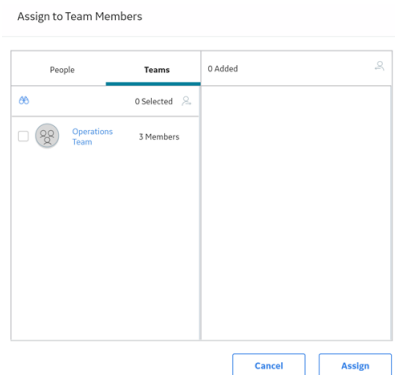 Assign to Team Members
People
Teams
0 Added
0 Selected
Operations
Team
3 Members
Cancel
Assign